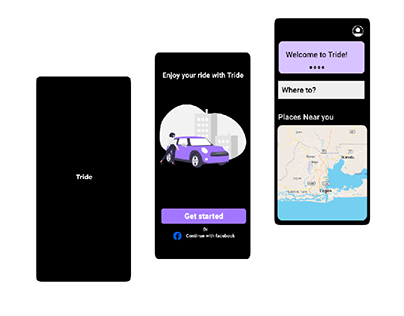 Tride
Enjoy your ride with Tride
Get started
Or
Continue with facebook
Welcome to Tride!
Where to?
Places Near you
Ikorodu
Lagos